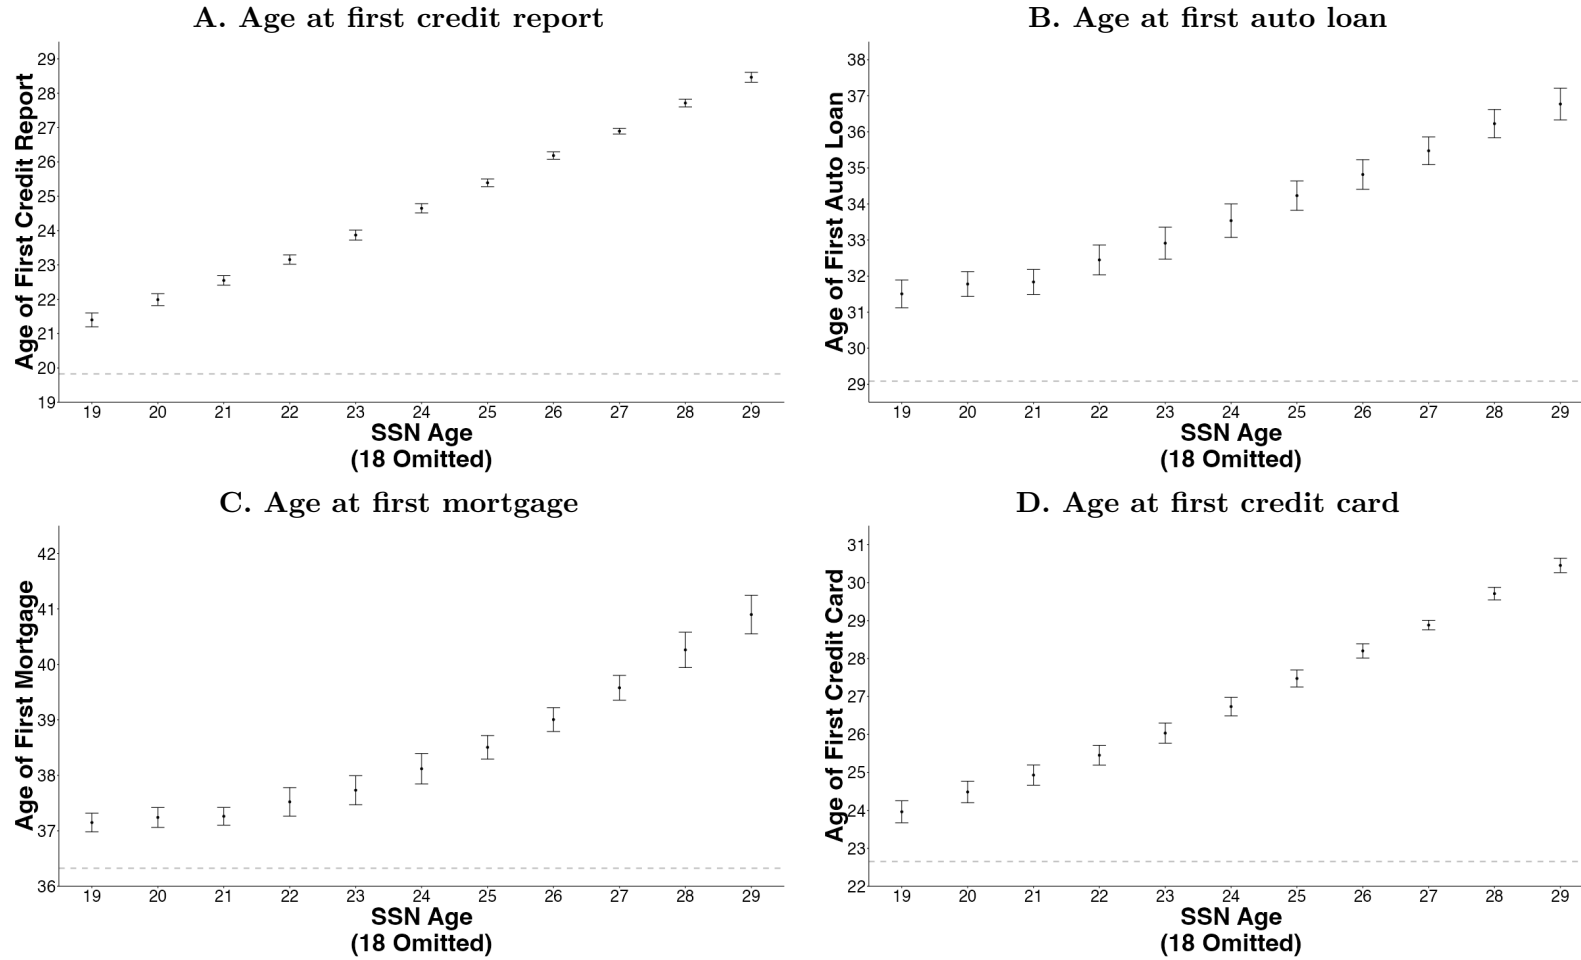 A. Age at first credit report
Age of First Credit Report
29
28
27
26
25
24
23
22
21
20
19
19 20 21 22 23 24 25 26 27 28 29
SSN Age
(18 Omitted)
B. Age at first auto loan
Age of First Auto Loan
38
37
36
35
34
33
32
31
30
29
19 20 21 22 23 24 25 26 27 28 29
SSN Age
(18 Omitted)
C. Age at first mortgage
Age of First Mortgage
42
41
40
39
38
37
36
19 20 21 22 23 24 25 26 27 28 29
SSN Age
(18 Omitted)
D. Age at first credit card
Age of First Credit Card
31
30
29
28
27
26
25
24
23
22
19 20 21 22 23 24 25 26 27 28 29
SSN Age
(18 Omitted)